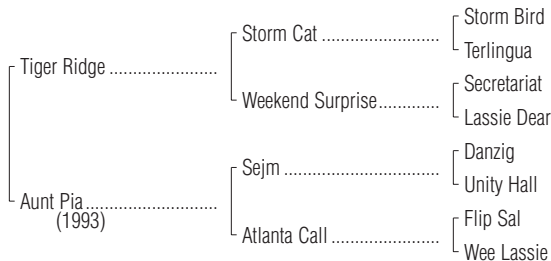 Storm Bird
Storm Cat ........................
Terlingua
Tiger Ridge ......................
Secretariat
Weekend Surprise.............
Lassie Dear
Danzig
Sejm ................................
Unity Hall
Aunt Pia...........................
(1993)
Flip Sal
Atlanta Call ......................
Wee Lassie